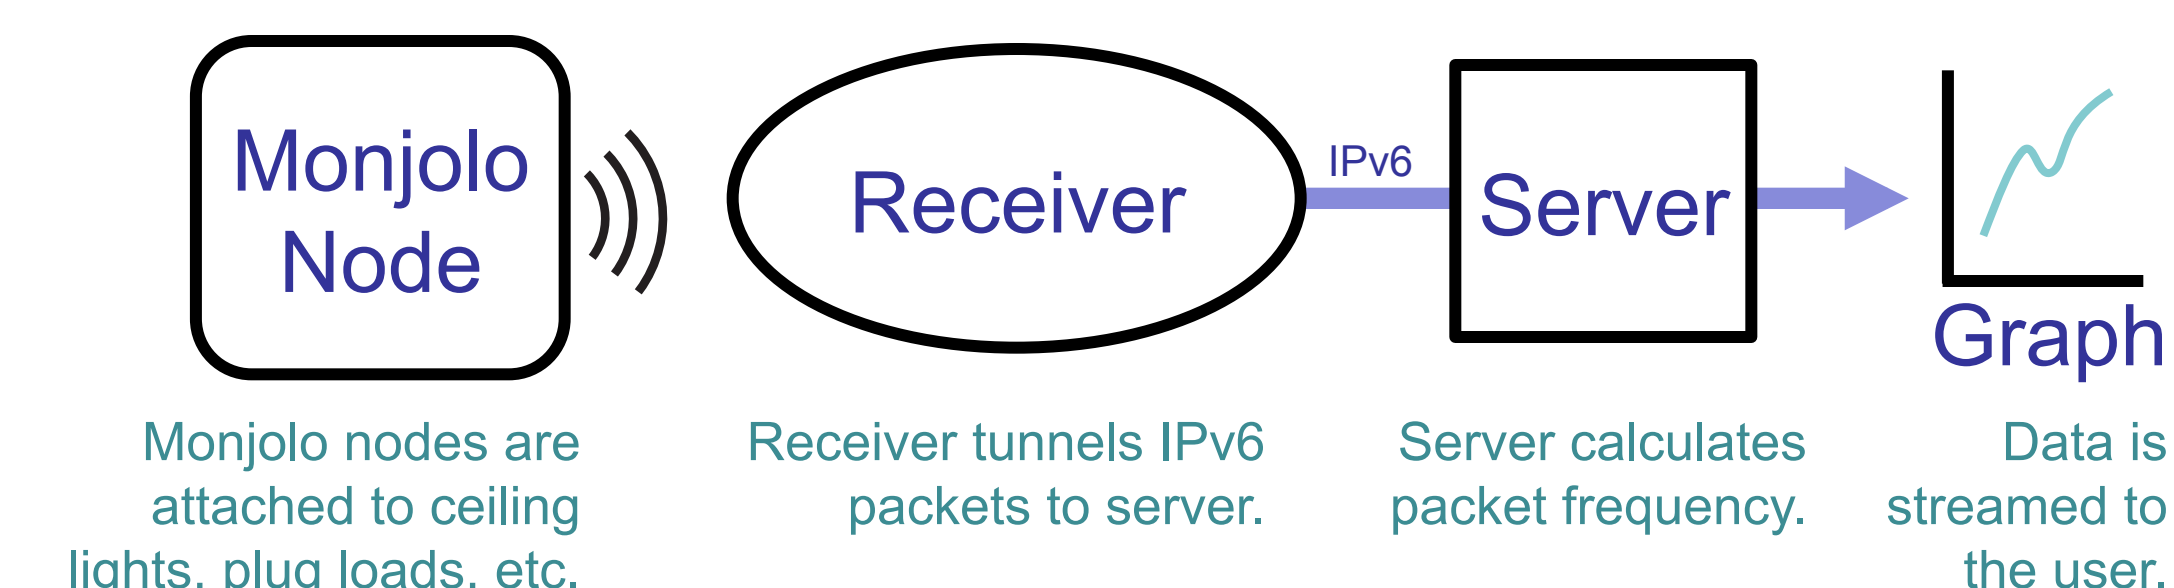 Monjolo
Node
Receiver
IPv6
Server
Graph
Monjolo nodes are
attached to ceiling
lights, plug loads, etc.
Receiver tunnels IPv6
packets to server.
Server calculates
packet frequency.
Data is
streamed to
the user.